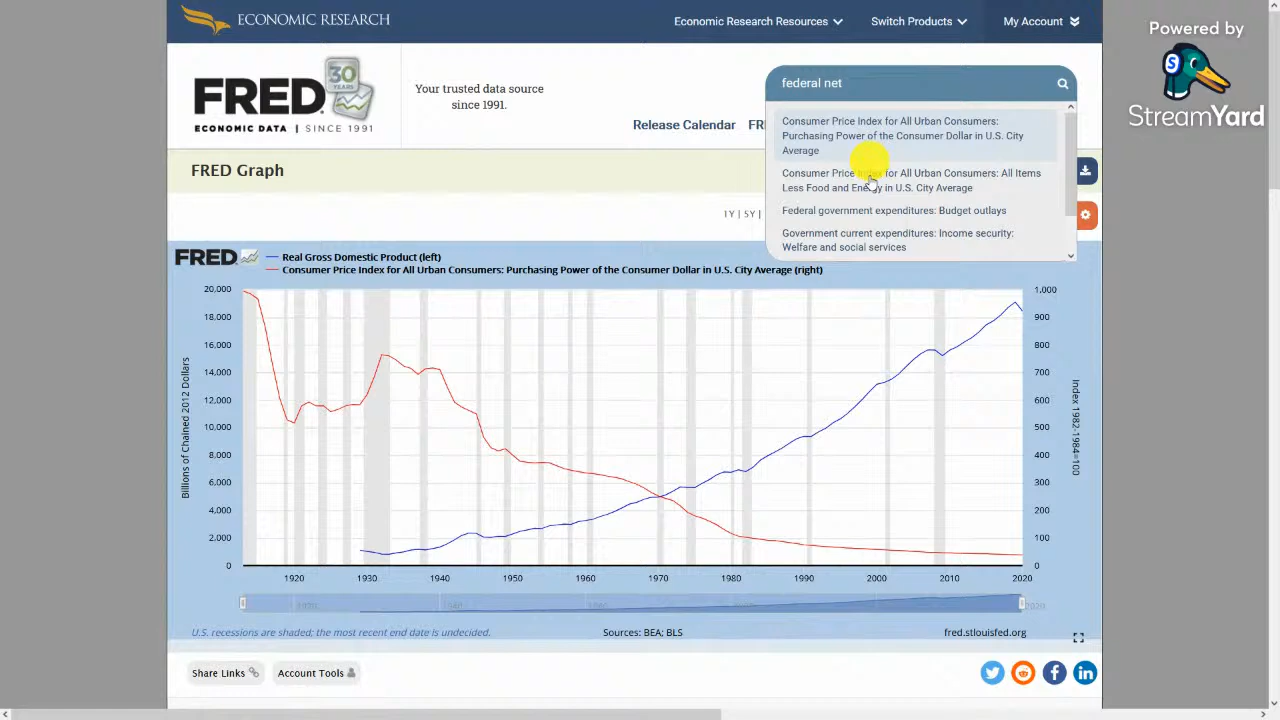 ECONOMIC RESEARCH
Economic Research Resources
Switch Products
My Account
Powered by
StreamYard
FRED
30
YEARS
ECONOMIC DATA | SINCE 1991
Your trusted data source
since 1991.
federal net
Release Calendar
Consumer Price Index for All Urban Consumers:
Purchasing Power of the Consumer Dollar in U.S. City
Average
Consumer Price Index for All Urban Consumers: All Items
Less Food and Energy in U.S. City Average
Federal government expenditures: Budget outlays
Government current expenditures: Income security:
Welfare and social services
FRED Graph
1Y | 5Y |
FRED
Real Gross Domestic Product (left)
Consumer Price Index for All Urban Consumers: Purchasing Power of the Consumer Dollar in U.S. City Average (right)
20,000
18,000
16,000
14,000
12,000
10,000
8,000
6,000
4,000
2,000
0
Billions of Chained 2012 Dollars
1,000
900
800
700
600
500
400
300
200
100
0
Index 1982-1984=100
1920 1930 1940 1950 1960 1970 1980 1990 2000 2010 2020
U.S. recessions are shaded; the most recent end date is undecided.
Sources: BEA; BLS
fred.stlouisfed.org
Share Links
Account Tools